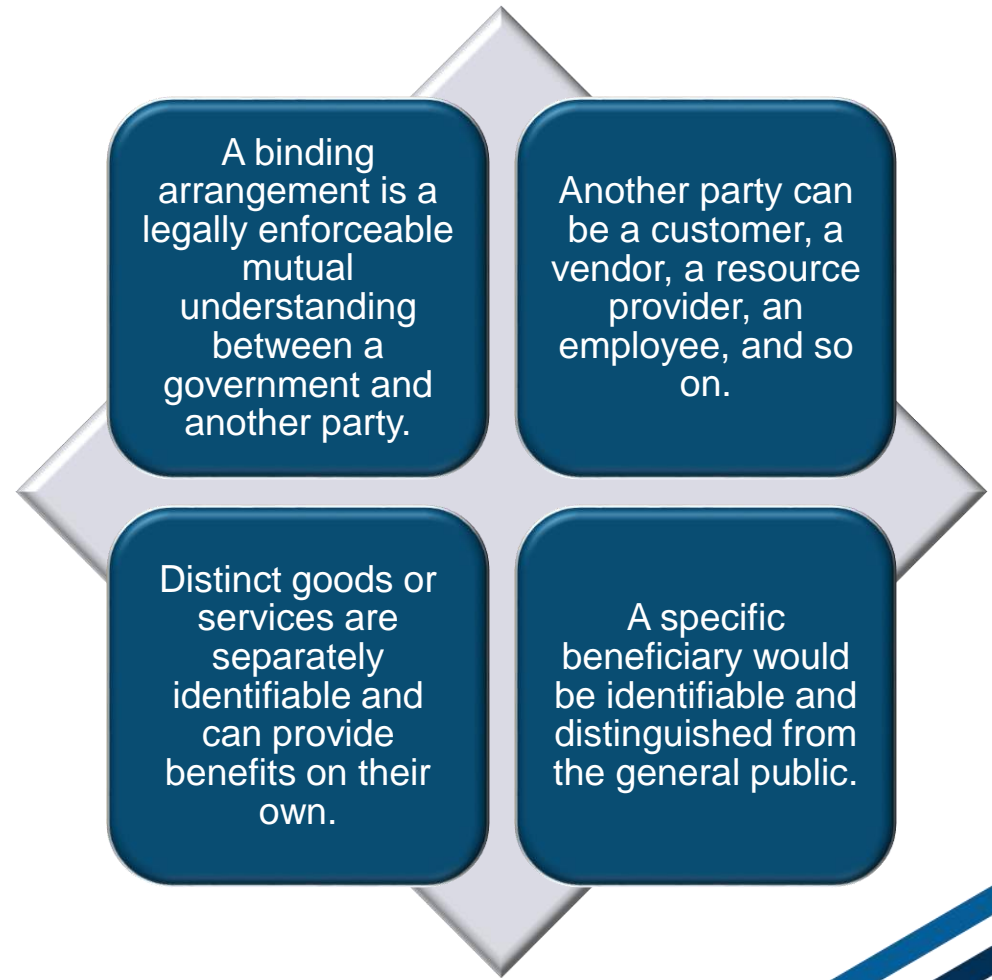 A binding
arrangement is a
legally enforceable
mutual
understanding
between a
government and
another party.
Another party can
be a customer, a
vendor, a resource
provider, an
employee, and so
on.
Distinct goods or
services are
separately
identifiable and
can provide
benefits on their
own.
A specific
beneficiary would
be identifiable and
distinguished from
the general public.